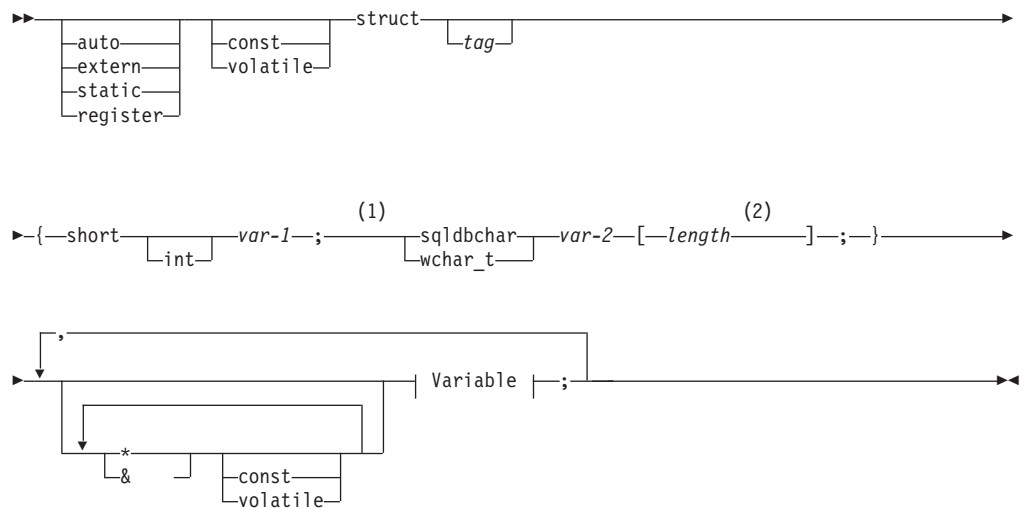 struct
auto const tag
extern volatile
static
register
(1) (2)
{ short var-1 ; sqldbchar var-2 [ length ] ; }
int wchar_t
,
Variable ;
*
& const
volatile